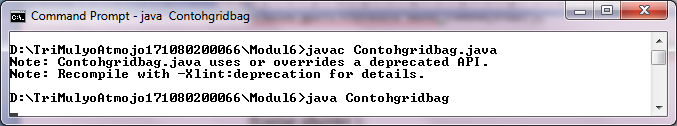 Command Prompt - java Contohgridbag
D:\TriMulyoAtmojo171080200066\Modul6>javac Contohgridbag.java
Note: Contohgridbag.java uses or overrides a deprecated API.
Note: Recompile with -Xlint:deprecation for details.
D:\TriMulyoAtmojo171080200066\Modul6>java Contohgridbag